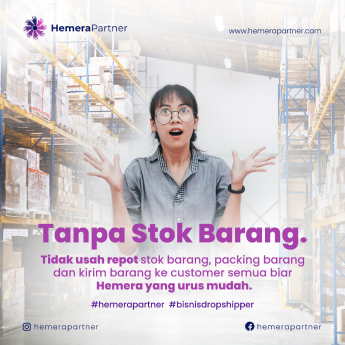 HemeraPartner
www.hemerapartner.com
Tanpa Stok Barang.
Tidak usah repot stok barang, packing barang
dan kirim barang ke customer semua biar
Hemera yang urus mudah.
#hemerapartner #bisnisdropshipper
hemerapartner
hemerapartner